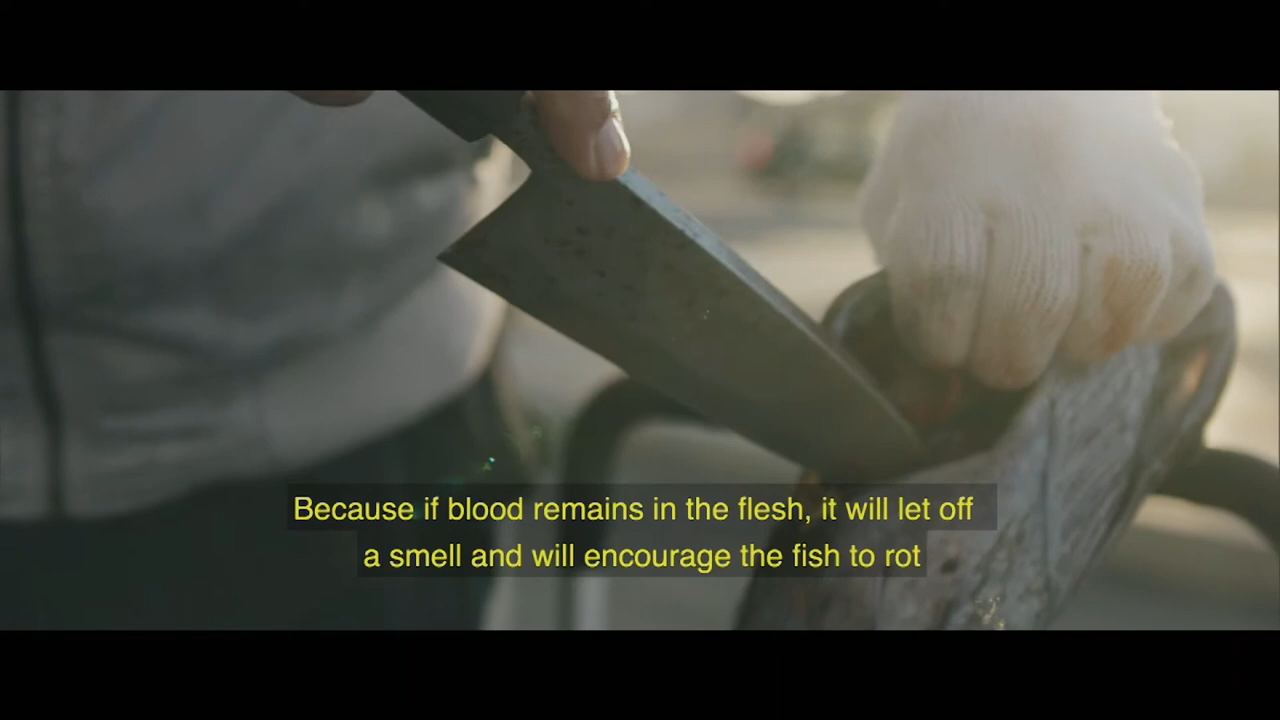 Because if blood remains in the flesh, it will let off
a smell and will encourage the fish to rot